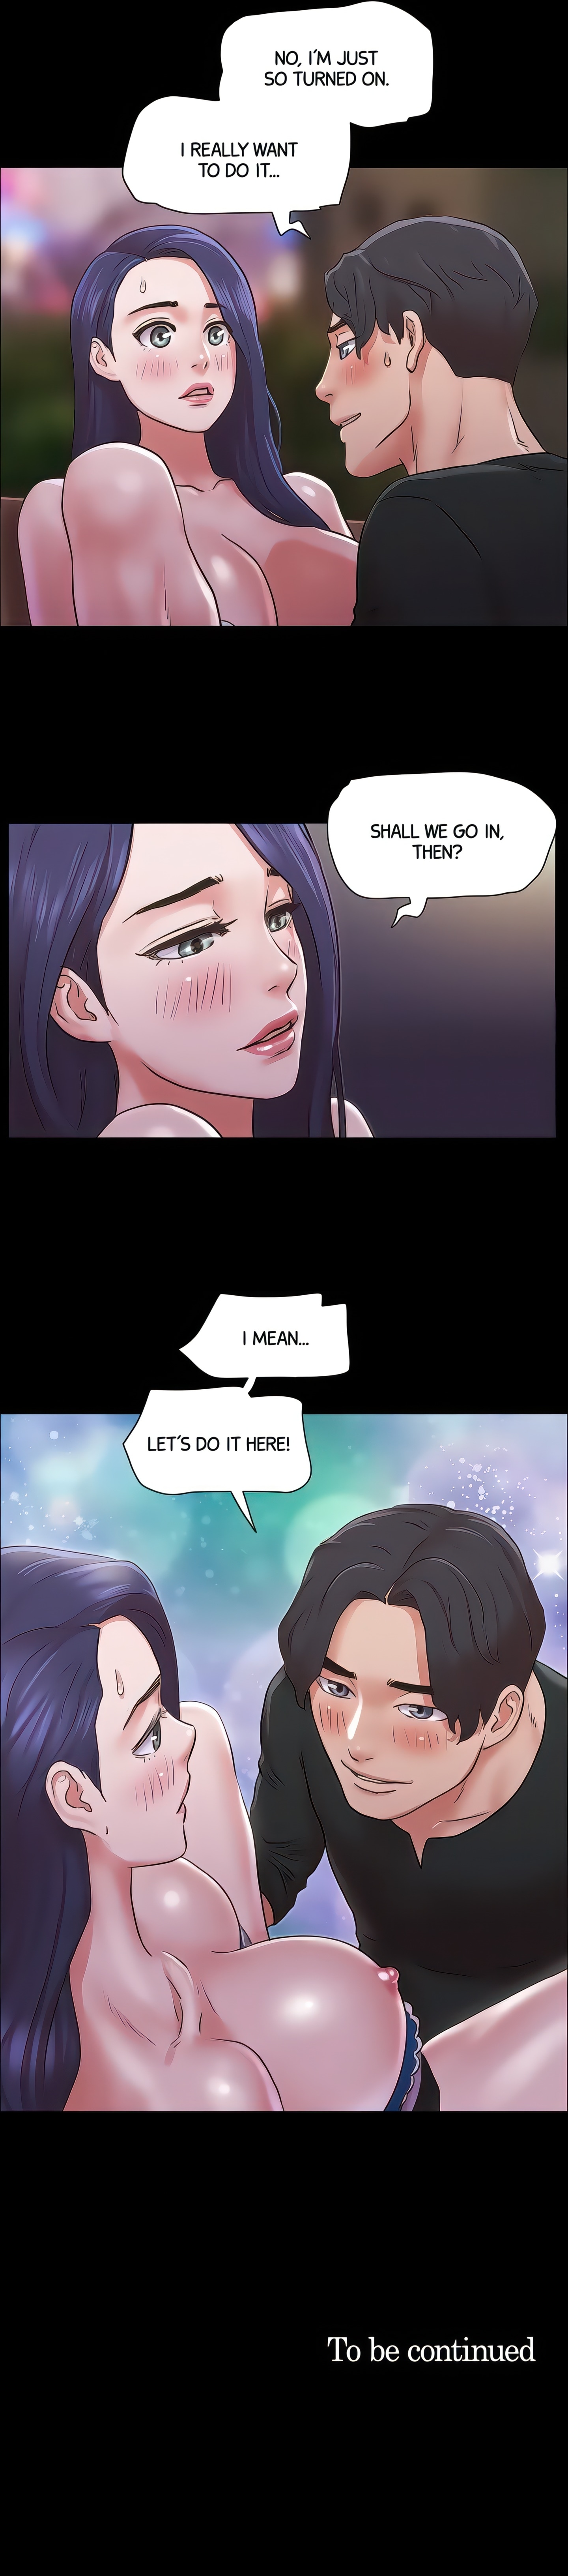 NO, I'M JUST
SO TURNED ON.
I REALLY WANT
TO DO IT...
SHALL WE GO IN,
THEN?
I MEAN...
LET'S DO IT HERE!
To be continued